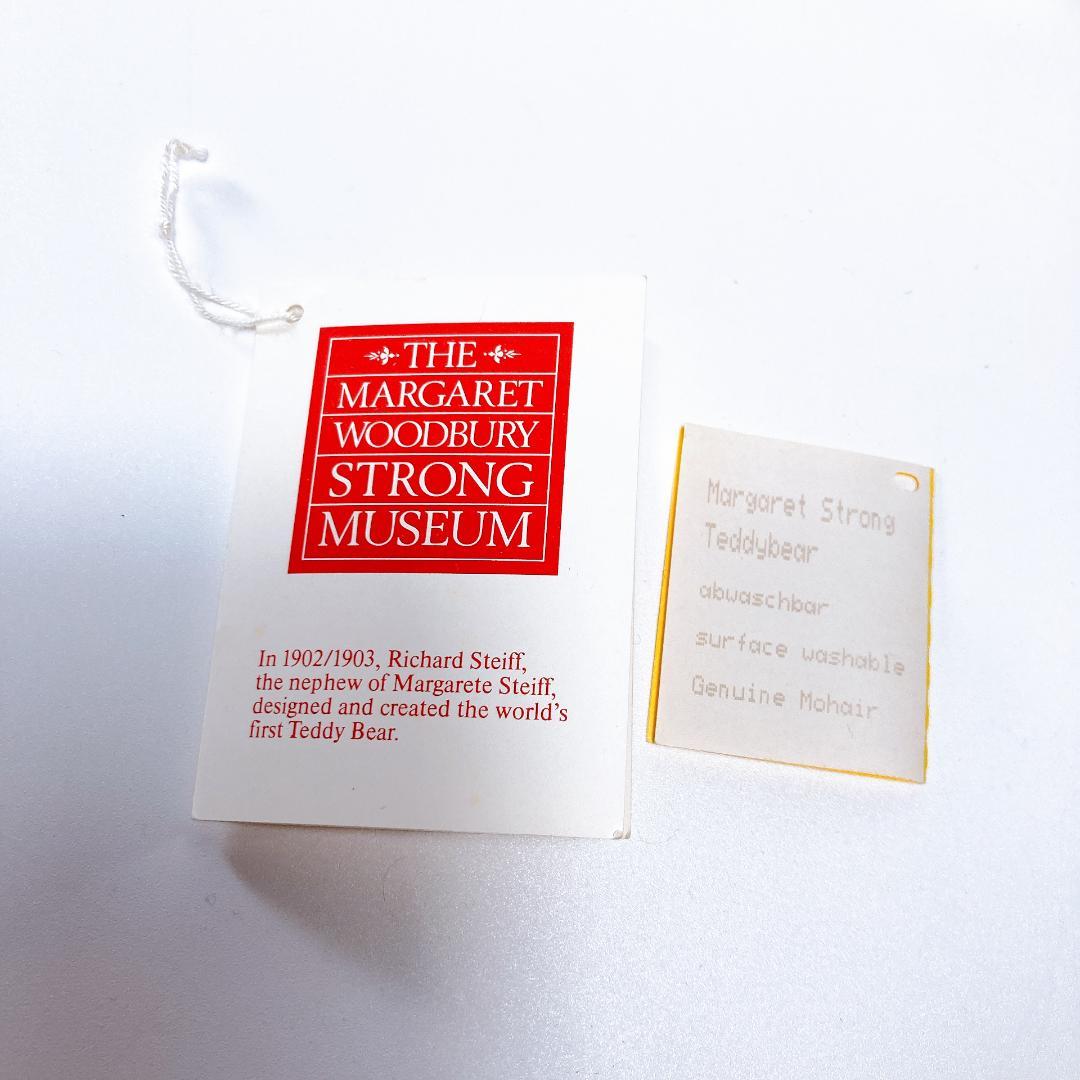 THE
MARGARET
WOODBURY
STRONG
MUSEUM
In 1902/1903, Richard Steiff,
the nephew of Margarete Steiff,
designed and created the world's
first Teddy Bear.
Margaret Strong
Teddybear
abwaschbar
surface washable
Genuine Mohair